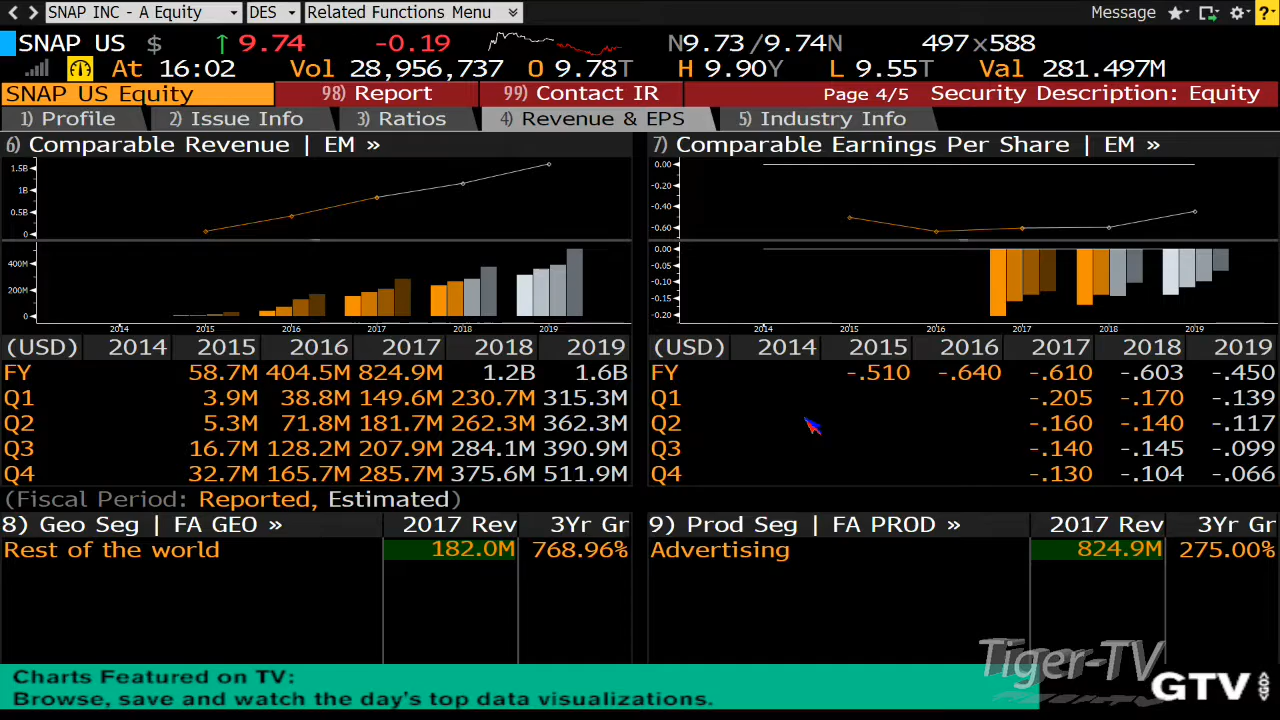 SNAP INC - A Equity DES Related Functions Menu Message ?
SNAP US $ ↑ 9.74 -0.19 N9.73 / 9.74N 497 x 588
At 16:02 Vol 28,956,737 O 9.78T H 9.90Y L 9.55T Val 281.497M
SNAP US Equity 98) Report 99) Contact IR Page 4/5 Security Description: Equity
1) Profile 2) Issue Info 3) Ratios 4) Revenue & EPS 5) Industry Info
6) Comparable Revenue | EM » 7) Comparable Earnings Per Share | EM »
1.5B 0.00
1B -0.20
0.5B -0.40
0 -0.60
0.00
400M -0.05
-0.10
200M -0.15
0 -0.20
2014 2015 2016 2017 2018 2019 2014 2015 2016 2017 2018 2019
(USD) 2014 2015 2016 2017 2018 2019 (USD) 2014 2015 2016 2017 2018 2019
FY 58.7M 404.5M 824.9M 1.2B 1.6B FY -.510 -.640 -.610 -.603 -.450
Q1 3.9M 38.8M 149.6M 230.7M 315.3M Q1 -.205 -.170 -.139
Q2 5.3M 71.8M 181.7M 262.3M 362.3M Q2 -.160 -.140 -.117
Q3 16.7M 128.2M 207.9M 284.1M 390.9M Q3 -.140 -.145 -.099
Q4 32.7M 165.7M 285.7M 375.6M 511.9M Q4 -.130 -.104 -.066
(Fiscal Period: Reported, Estimated)
8) Geo Seg | FA GEO » 2017 Rev 3Yr Gr 9) Prod Seg | FA PROD » 2017 Rev 3Yr Gr
Rest of the world 182.0M 768.96% Advertising 824.9M 275.00%
Tiger-TV
Charts Featured on TV:
Browse, save and watch the day's top data visualizations.
GTV